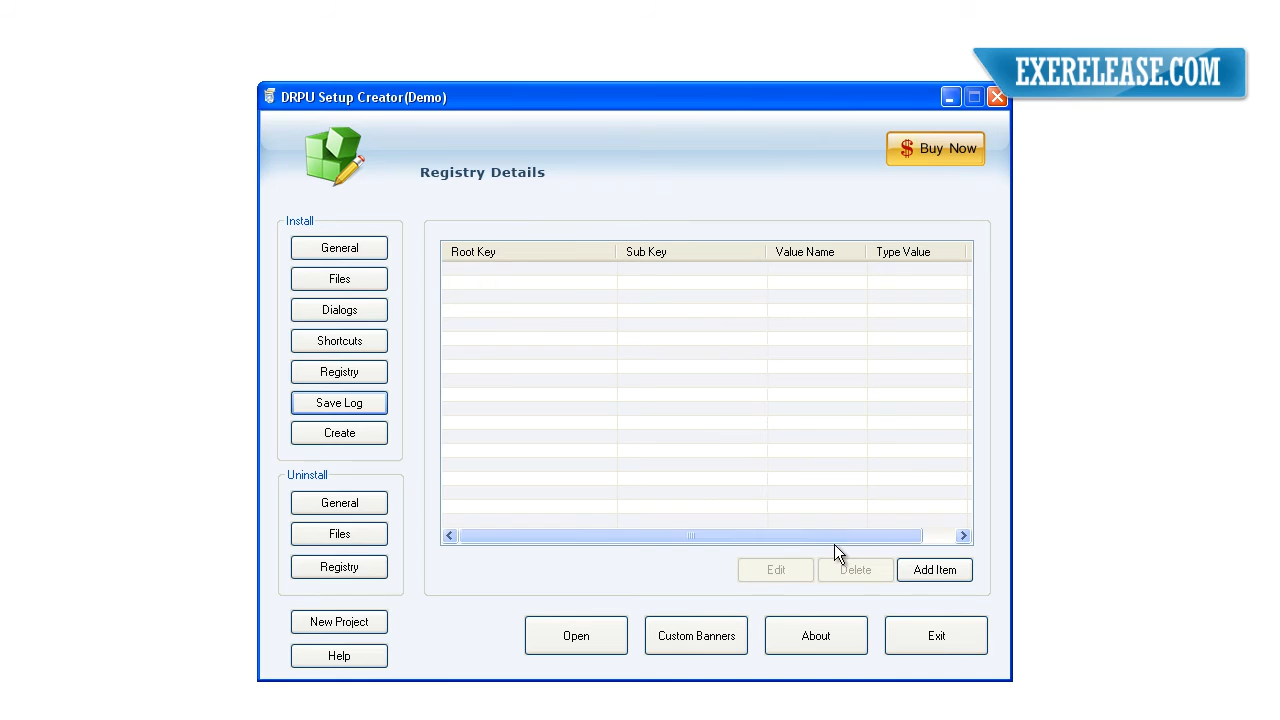 EXERELEASE.COM
DRPU Setup Creator(Demo)
$ Buy Now
Registry Details
Install
General
Files
Dialogs
Shortcuts
Registry
Save Log
Create
Root Key Sub Key Value Name Type Value
Uninstall
General
Files
Registry
Edit Delete Add Item
New Project
Help
Open Custom Banners About Exit